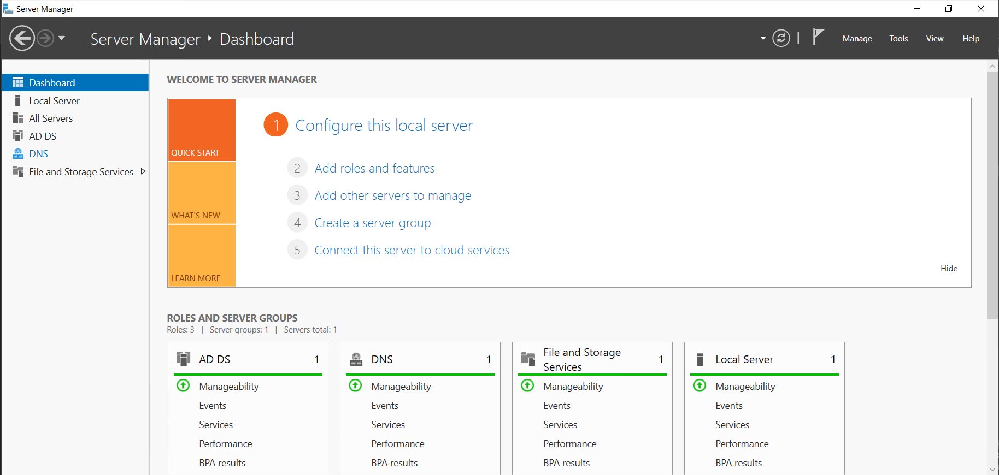 Server Manager
Server Manager ‣ Dashboard
Manage Tools View Help
Dashboard
Local Server
All Servers
AD DS
DNS
File and Storage Services
WELCOME TO SERVER MANAGER
QUICK START
WHAT'S NEW
LEARN MORE
1 Configure this local server
2 Add roles and features
3 Add other servers to manage
4 Create a server group
5 Connect this server to cloud services
Hide
ROLES AND SERVER GROUPS
Roles: 3 | Server groups: 1 | Servers total: 1
AD DS 1
Manageability
Events
Services
Performance
BPA results
DNS 1
Manageability
Events
Services
Performance
BPA results
File and Storage
Services 1
Manageability
Events
Services
Performance
BPA results
Local Server 1
Manageability
Events
Services
Performance
BPA results